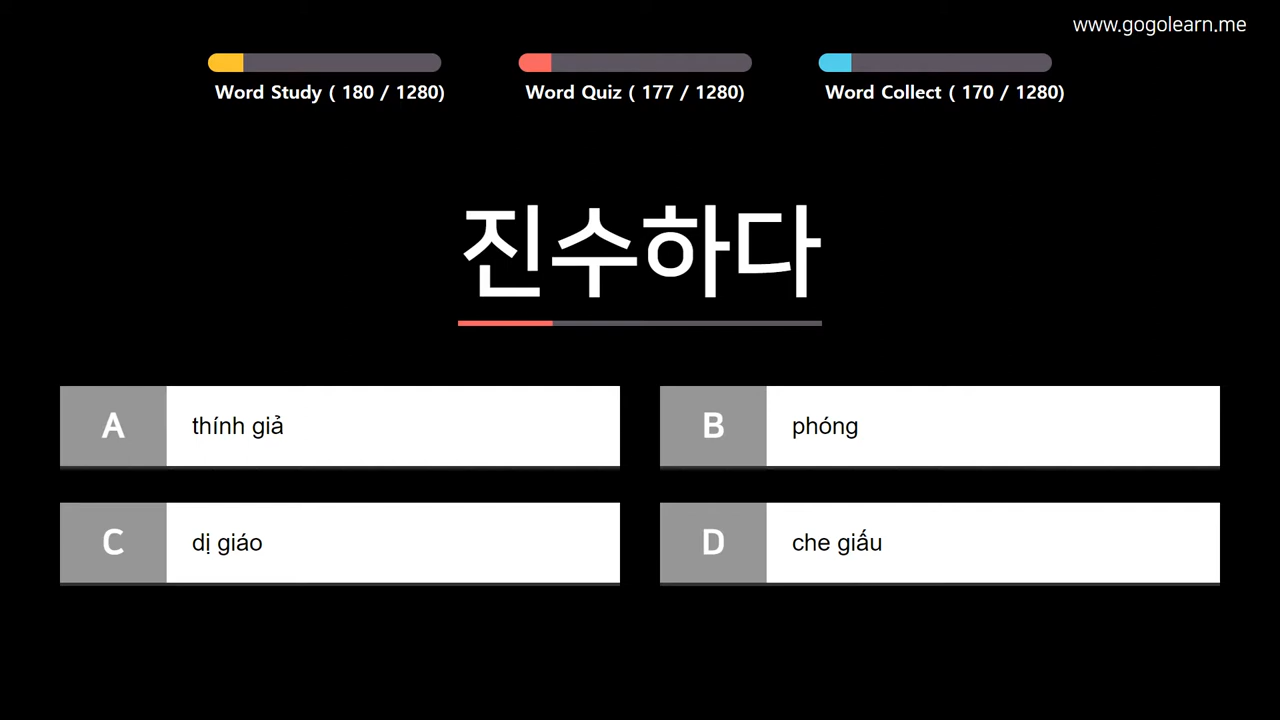 www.gogolearn.me
Word Study ( 180 / 1280)
Word Quiz ( 177 / 1280)
Word Collect ( 170 / 1280)
진수하다
A thính giả
B phóng
C dị giáo
D che giấu